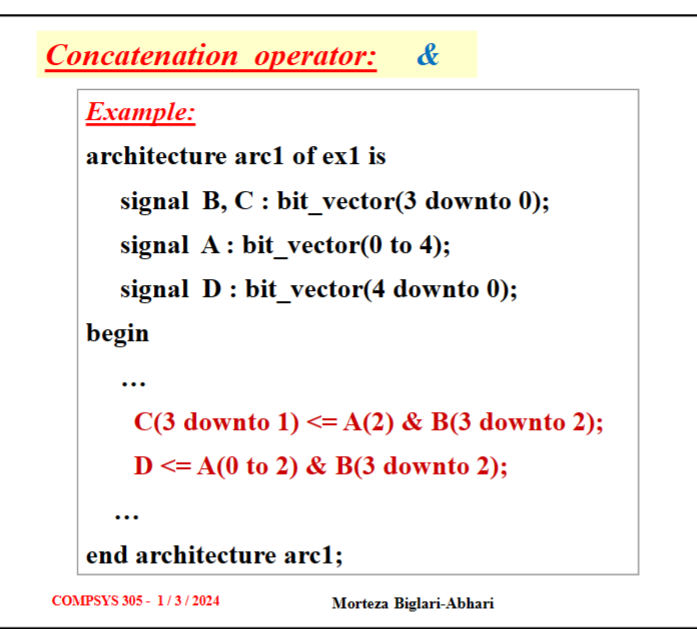 Concatenation operator: &
Example:
architecture arc1 of ex1 is
signal B, C : bit_vector(3 downto 0);
signal A : bit_vector(0 to 4);
signal D : bit_vector(4 downto 0);
begin
…
C(3 downto 1) <= A(2) & B(3 downto 2);
D <= A(0 to 2) & B(3 downto 2);
…
end architecture arc1;
COMPSYS 305 - 1 / 3 / 2024 Morteza Biglari-Abhari